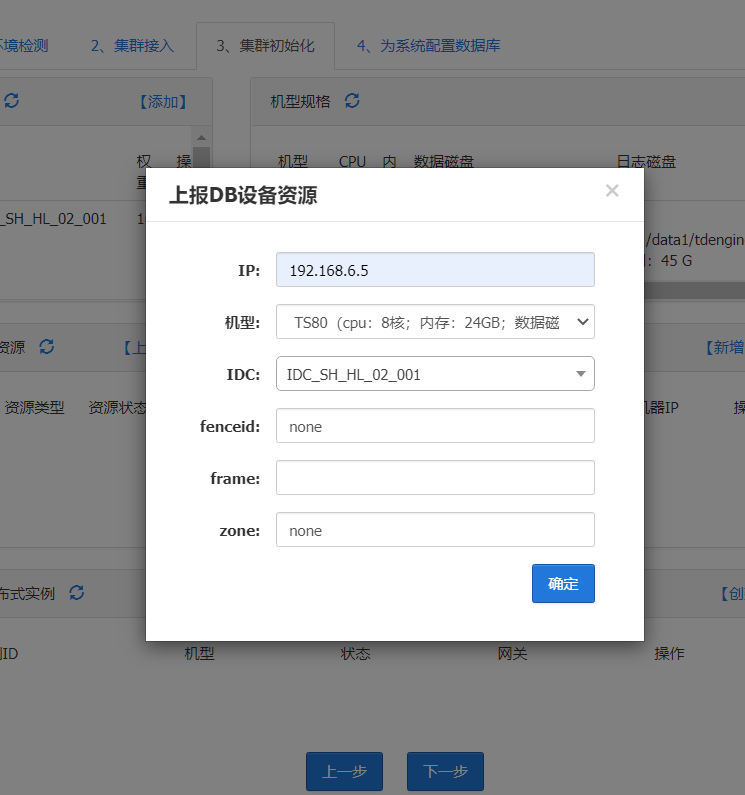 环境检测 2、集群接入 3、集群初始化 4、为系统配置数据库
【添加】 机型规格
权重 操 机型 CPU 内 数据磁盘 日志磁盘
_SH_HL_02_001 1
/data1/tdengin
: 45 G
上报DB设备资源 ×
IP: 192.168.6.5
机型: TS80（cpu：8核；内存：24GB；数据磁
IDC: IDC_SH_HL_02_001
fenceid: none
frame:
zone: none
确定
资源 【上 【新增
资源类型 资源状态 机器IP 操
布式实例 【创
ID 机型 状态 网关 操作
上一步 下一步